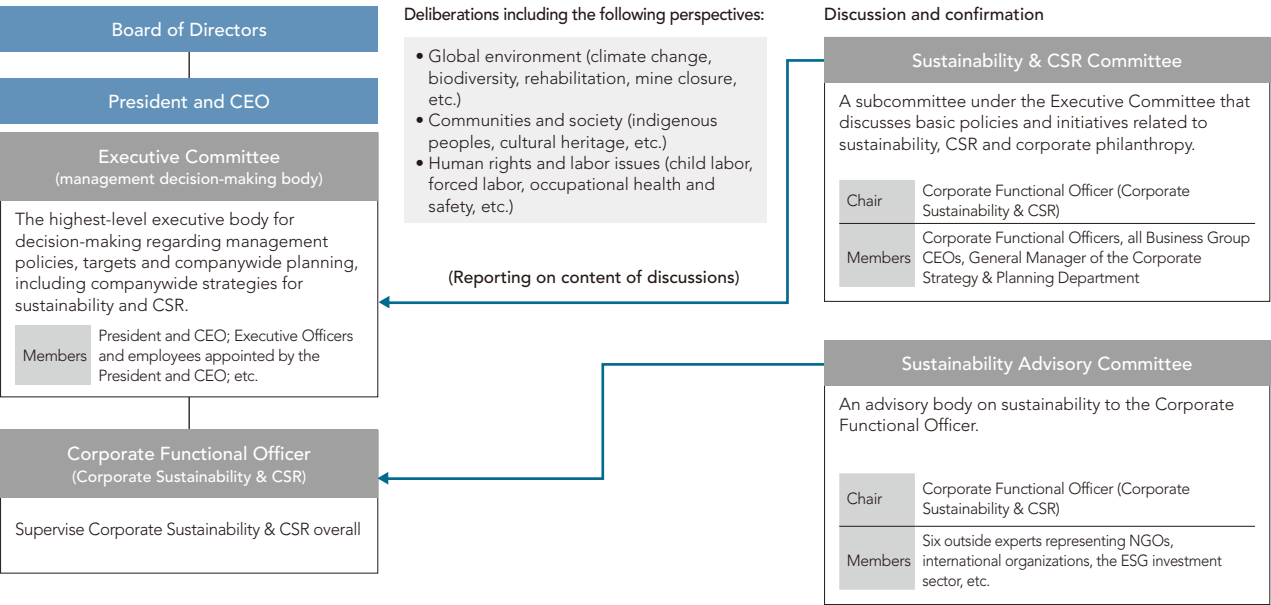 Board of Directors
President and CEO
Executive Committee
(management decision-making body)
The highest-level executive body for
decision-making regarding management
policies, targets and companywide planning,
including companywide strategies for
sustainability and CSR.
Members
President and CEO; Executive Officers
and employees appointed by the
President and CEO; etc.
Corporate Functional Officer
(Corporate Sustainability & CSR)
Supervise Corporate Sustainability & CSR overall
Deliberations including the following perspectives:
• Global environment (climate change,
biodiversity, rehabilitation, mine closure,
etc.)
• Communities and society (indigenous
peoples, cultural heritage, etc.)
• Human rights and labor issues (child labor,
forced labor, occupational health and
safety, etc.)
(Reporting on content of discussions)
Discussion and confirmation
Sustainability & CSR Committee
A subcommittee under the Executive Committee that
discusses basic policies and initiatives related to
sustainability, CSR and corporate philanthropy.
Chair
Corporate Functional Officer (Corporate
Sustainability & CSR)
Members
Corporate Functional Officers, all Business Group
CEOs, General Manager of the Corporate
Strategy & Planning Department
Sustainability Advisory Committee
An advisory body on sustainability to the Corporate
Functional Officer.
Chair
Corporate Functional Officer (Corporate
Sustainability & CSR)
Members
Six outside experts representing NGOs,
international organizations, the ESG investment
sector, etc.